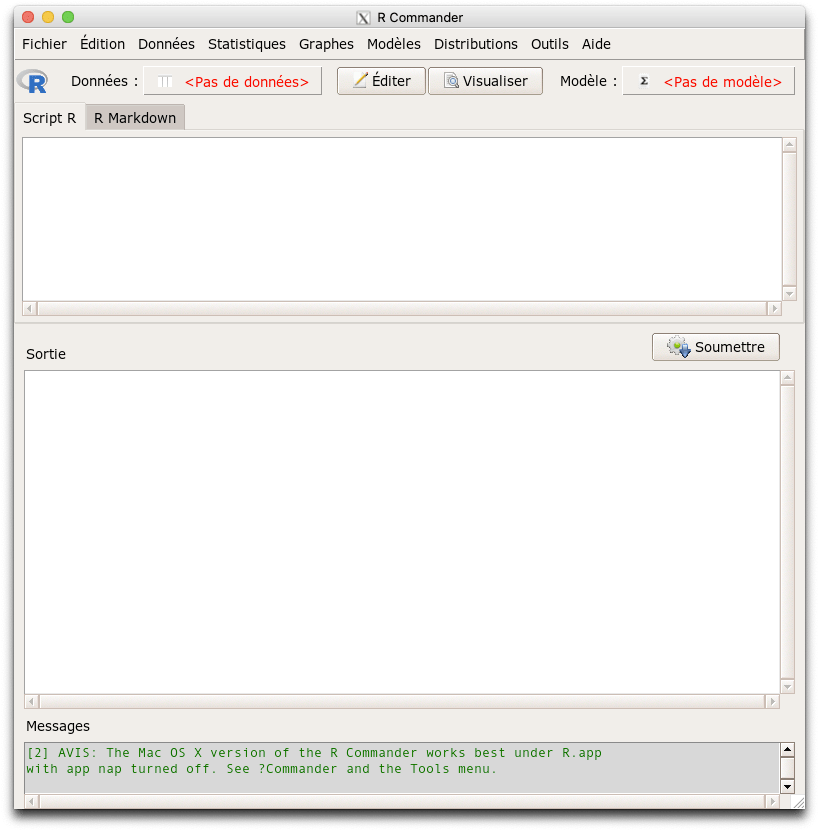 R Commander
Fichier Édition Données Statistiques Graphes Modèles Distributions Outils Aide
R Données : <Pas de données> Éditer Visualiser Modèle : Σ <Pas de modèle>
Script R R Markdown
Soumettre
Sortie
Messages
[2] AVIS: The Mac OS X version of the R Commander works best under R.app
with app nap turned off. See ?Commander and the Tools menu.